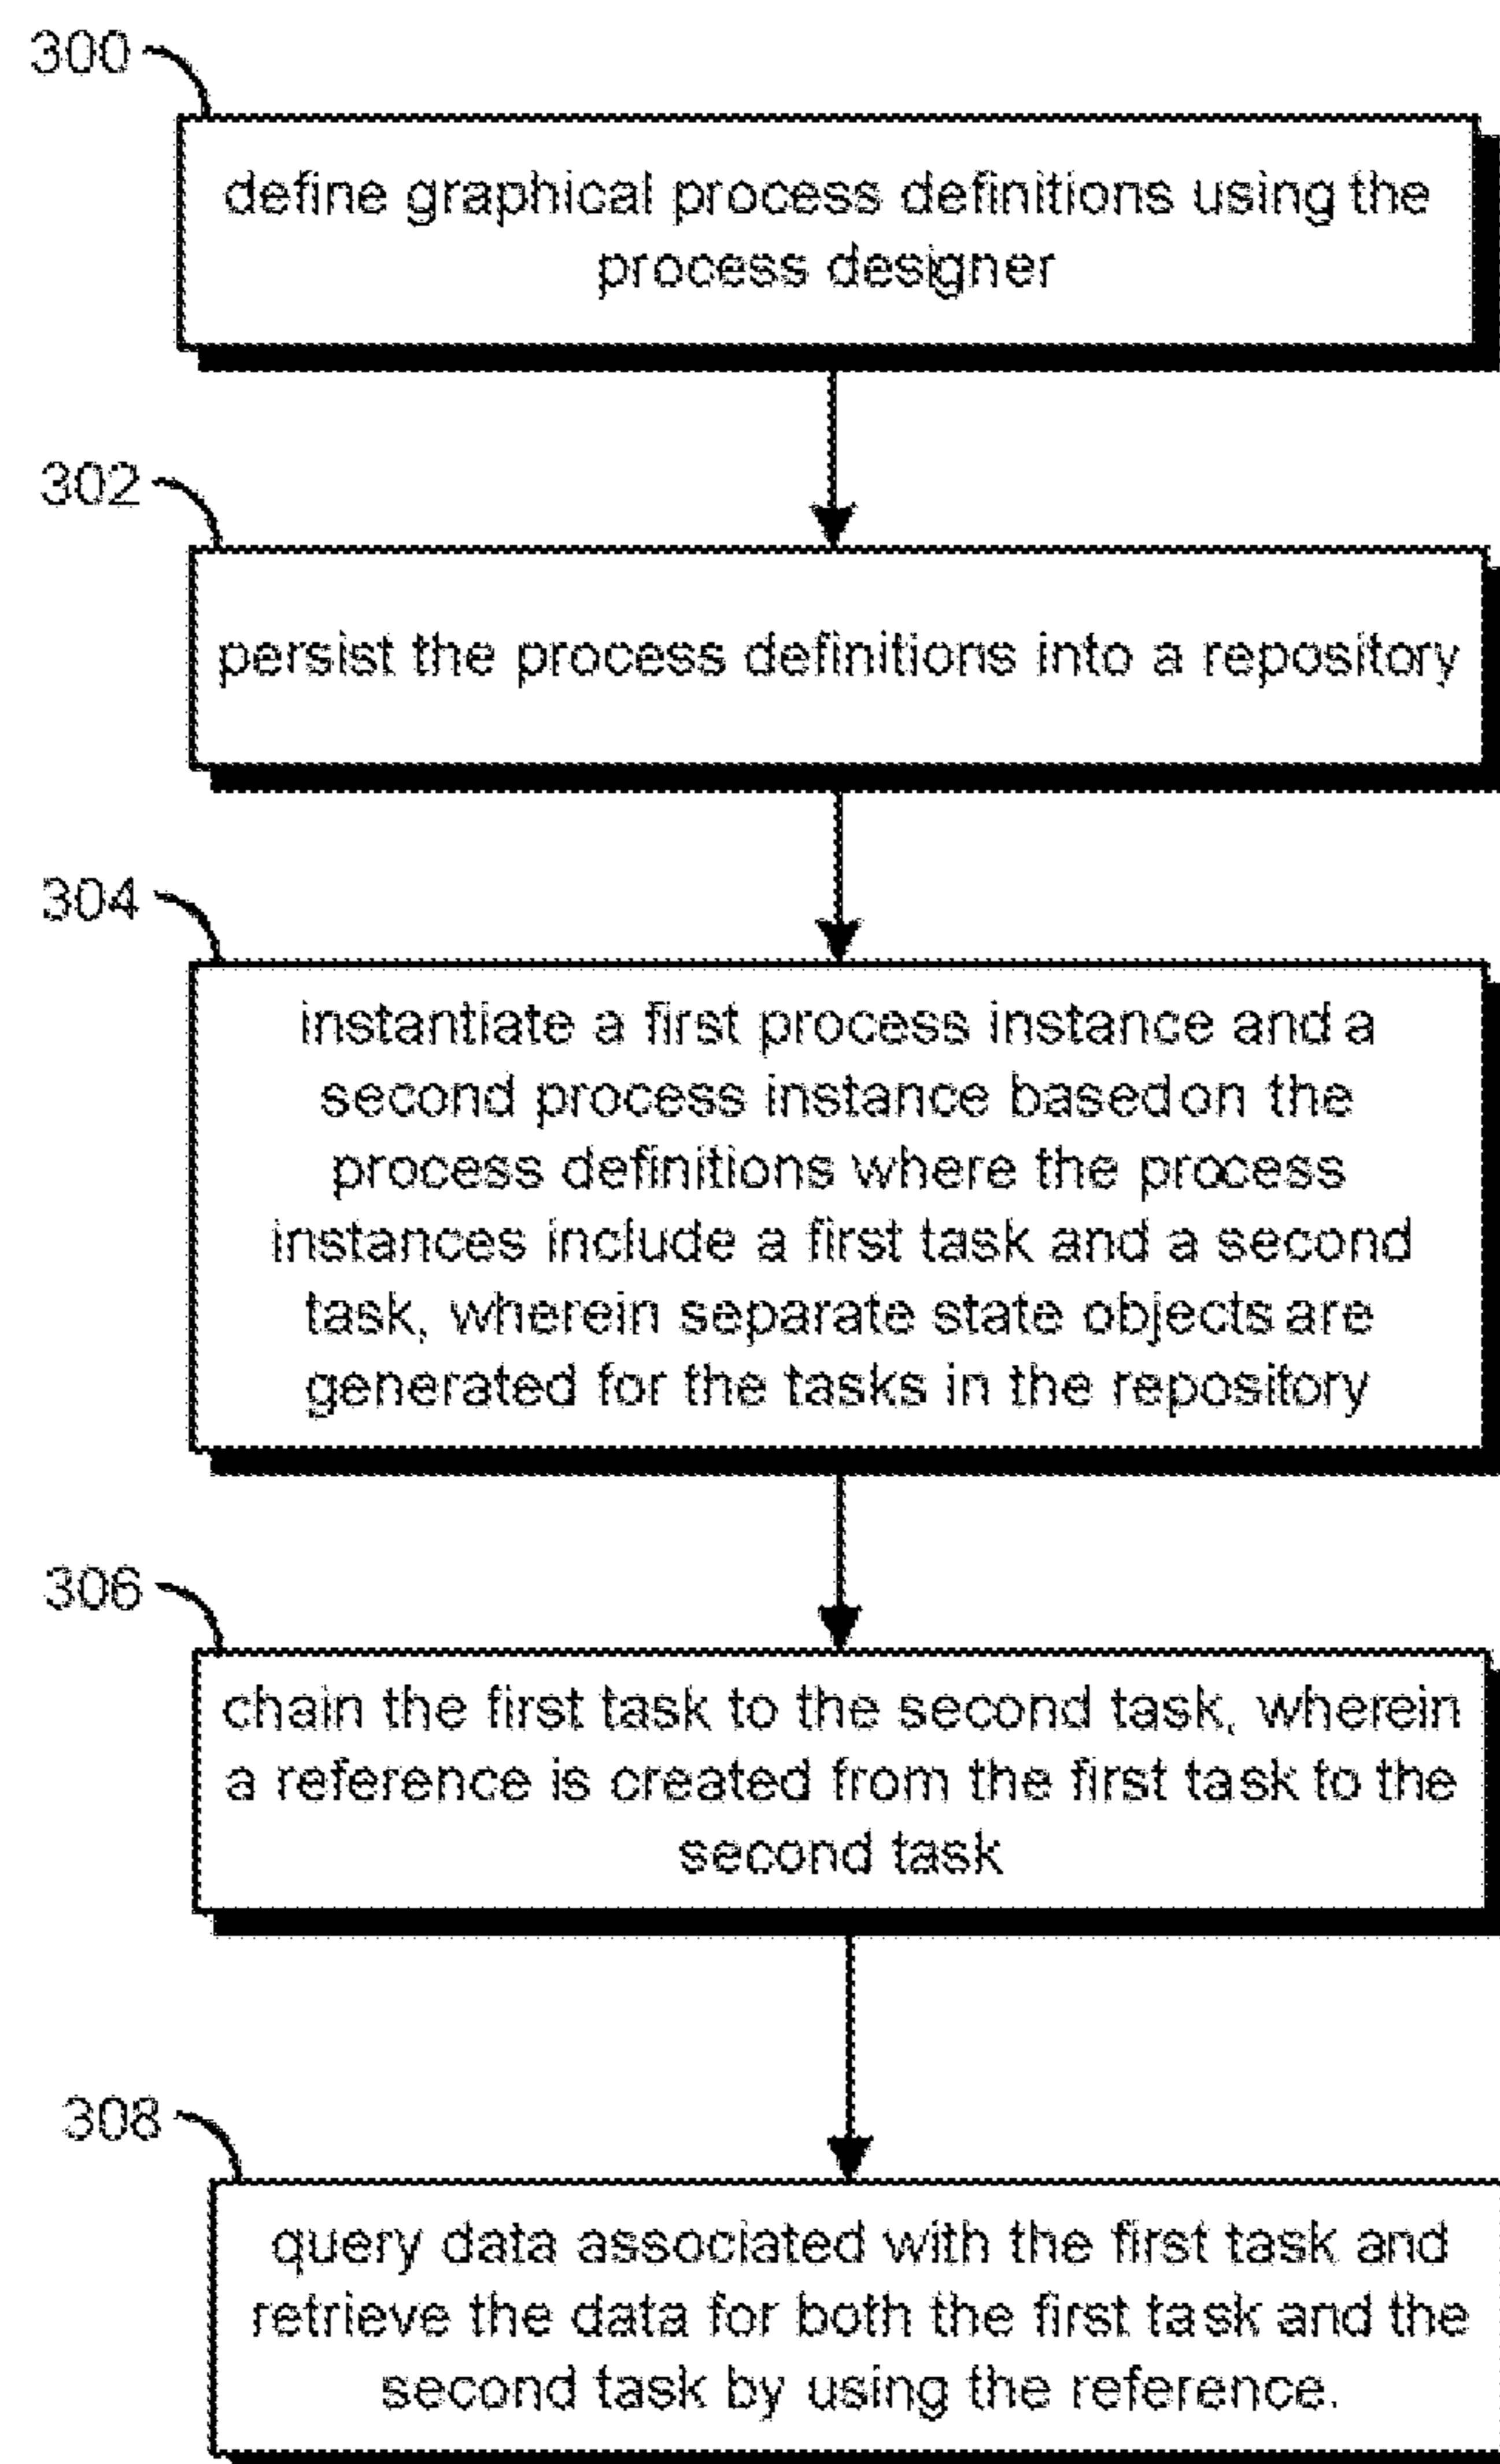 300
define graphical process definitions using the
process designer
302
persist the process definitions into a repository
304
instantiate a first process instance and a
second process instance based on the
process definitions where the process
instances include a first task and a second
task, wherein separate state objects are
generated for the tasks in the repository
306
chain the first task to the second task, wherein
a reference is created from the first task to the
second task
308
query data associated with the first task and
retrieve the data for both the first task and the
second task by using the reference.